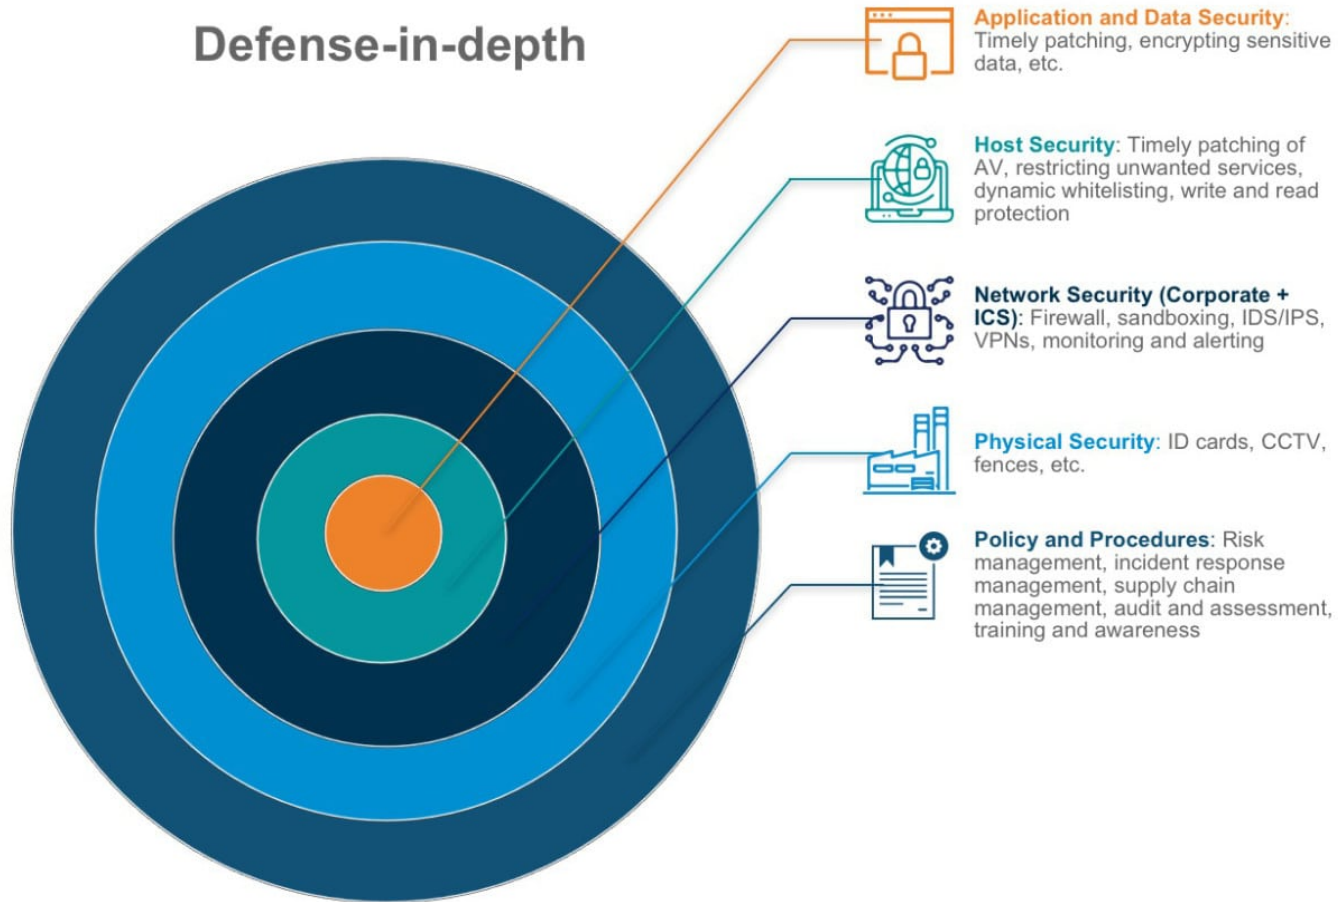 Defense-in-depth
Application and Data Security:
Timely patching, encrypting sensitive
data, etc.
Host Security: Timely patching of
AV, restricting unwanted services,
dynamic whitelisting, write and read
protection
Network Security (Corporate +
ICS): Firewall, sandboxing, IDS/IPS,
VPNs, monitoring and alerting
Physical Security: ID cards, CCTV,
fences, etc.
Policy and Procedures: Risk
management, incident response
management, supply chain
management, audit and assessment,
training and awareness